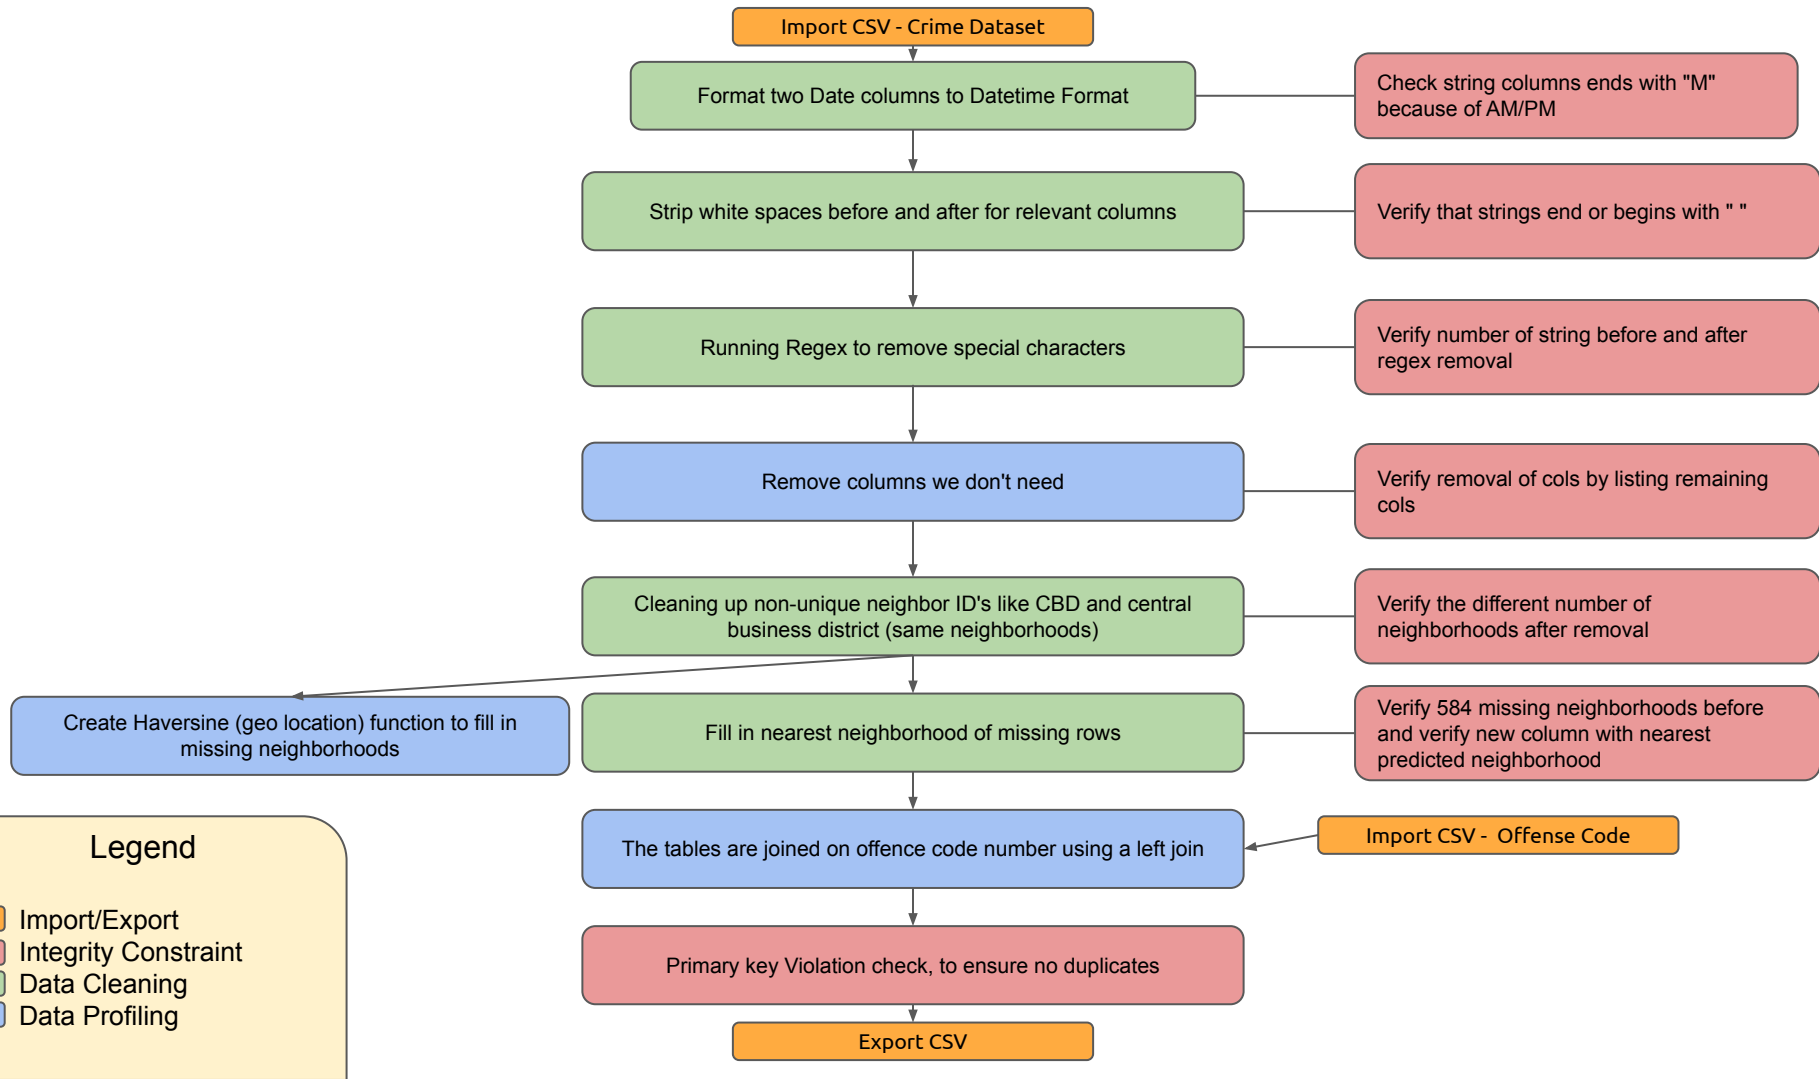 Import CSV - Crime Dataset
Format two Date columns to Datetime Format
Check string columns ends with "M"
because of AM/PM
Strip white spaces before and after for relevant columns
Verify that strings end or begins with " "
Running Regex to remove special characters
Verify number of string before and after
regex removal
Remove columns we don't need
Verify removal of cols by listing remaining
cols
Cleaning up non-unique neighbor ID's like CBD and central
business district (same neighborhoods)
Verify the different number of
neighborhoods after removal
Create Haversine (geo location) function to fill in
missing neighborhoods
Fill in nearest neighborhood of missing rows
Verify 584 missing neighborhoods before
and verify new column with nearest
predicted neighborhood
The tables are joined on offence code number using a left join
Import CSV - Offense Code
Primary key Violation check, to ensure no duplicates
Export CSV
Legend
Import/Export
Integrity Constraint
Data Cleaning
Data Profiling